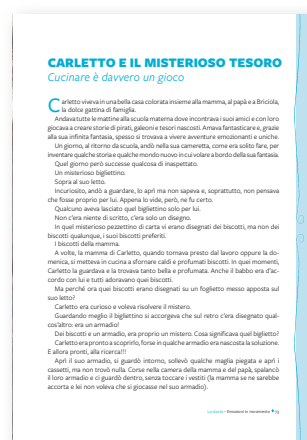 CARLETTO E IL MISTERIOSO TESORO
Cucinare è davvero un gioco
Carletto viveva in una bella casa colorata insieme alla mamma, al papà e a Briciola,
la dolce gattina di famiglia.
Andava tutte le mattine alla scuola materna dove incontrava i suoi amici e con loro
giocava a creare storie di pirati, galeoni e tesori nascosti. Amava fantasticare e, grazie
alla sua infinita fantasia, spesso si trovava a vivere avventure emozionanti e uniche.
Un giorno, al ritorno da scuola, andò nella sua cameretta, come era solito fare, per
inventare qualche storia e qualche mondo nuovo in cui volare a bordo della sua fantasia.
Quel giorno però successe qualcosa di inaspettato.
Un misterioso bigliettino.
Sopra al suo letto.
Incuriosito, andò a guardare, lo aprì ma non sapeva e, soprattutto, non pensava
che fosse proprio per lui. Appena lo vide, però, ne fu certo.
Qualcuno aveva lasciato quel bigliettino solo per lui.
Non c'era niente di scritto, c'era solo un disegno.
In quel misterioso pezzettino di carta vi erano disegnati dei biscotti, ma non dei
biscotti qualunque, i suoi biscotti preferiti.
I biscotti della mamma.
A volte, la mamma di Carletto, quando tornava presto dal lavoro oppure la do-
menica, si metteva in cucina a sfornare caldi e profumati biscotti. In quei momenti,
Carletto la guardava e la trovava tanto bella e profumata. Anche il babbo era d'ac-
cordo con lui e tutti adoravano quei biscotti.
Ma perché ora quei biscotti erano disegnati su un foglietto messo apposta sul
suo letto?
Carletto era curioso e voleva risolvere il mistero.
Guardando meglio il bigliettino si accorgeva che sul retro c'era disegnato qual-
cos'altro: era un armadio!
Dei biscotti e un armadio, era proprio un mistero. Cosa significava quel biglietto?
Carletto era pronto a scoprirlo, forse in qualche armadio era nascosta la soluzione.
E allora pronti, alla ricerca!!!
Aprì il suo armadio, si guardò intorno, sollevò qualche maglia piegata e aprì i
cassetti, ma non trovò nulla. Corse nella camera della mamma e del papà, spalancò
il loro armadio e ci guardò dentro, senza toccare i vestiti (la mamma se ne sarebbe
accorta e lei non voleva che si giocasse nel suo armadio).
La storia • Emozione in movimento • 73